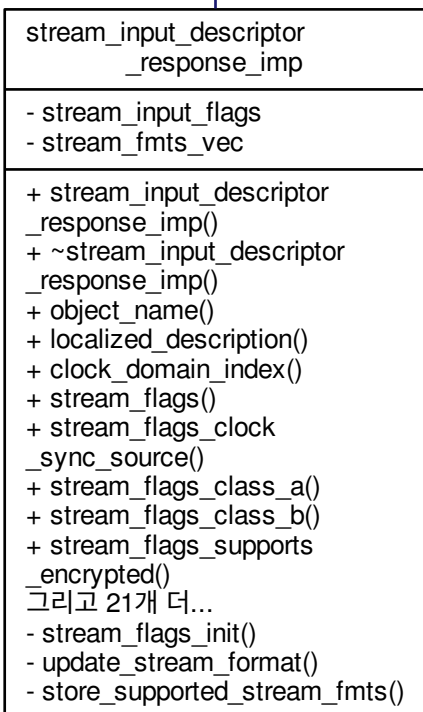 stream_input_descriptor
_response_imp
- stream_input_flags
- stream_fmts_vec
+ stream_input_descriptor
_response_imp()
+ ~stream_input_descriptor
_response_imp()
+ object_name()
+ localized_description()
+ clock_domain_index()
+ stream_flags()
+ stream_flags_clock
_sync_source()
+ stream_flags_class_a()
+ stream_flags_class_b()
+ stream_flags_supports
_encrypted()
그리고 21개 더...
- stream_flags_init()
- update_stream_format()
- store_supported_stream_fmts()